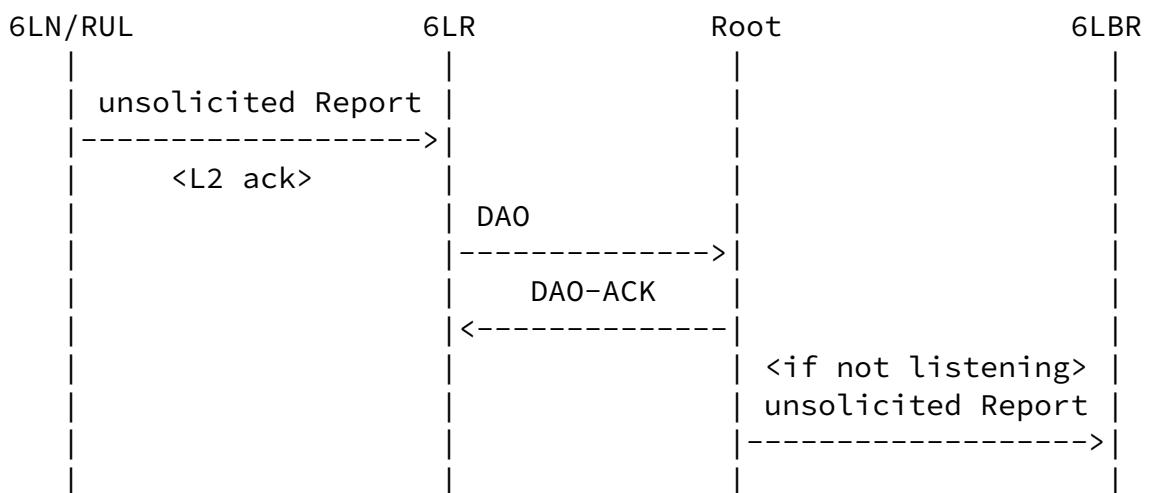 6LN/RUL 6LR Root 6LBR
unsolicited Report
<L2 ack>
DAO
DAO-ACK
<if not listening>
unsolicited Report